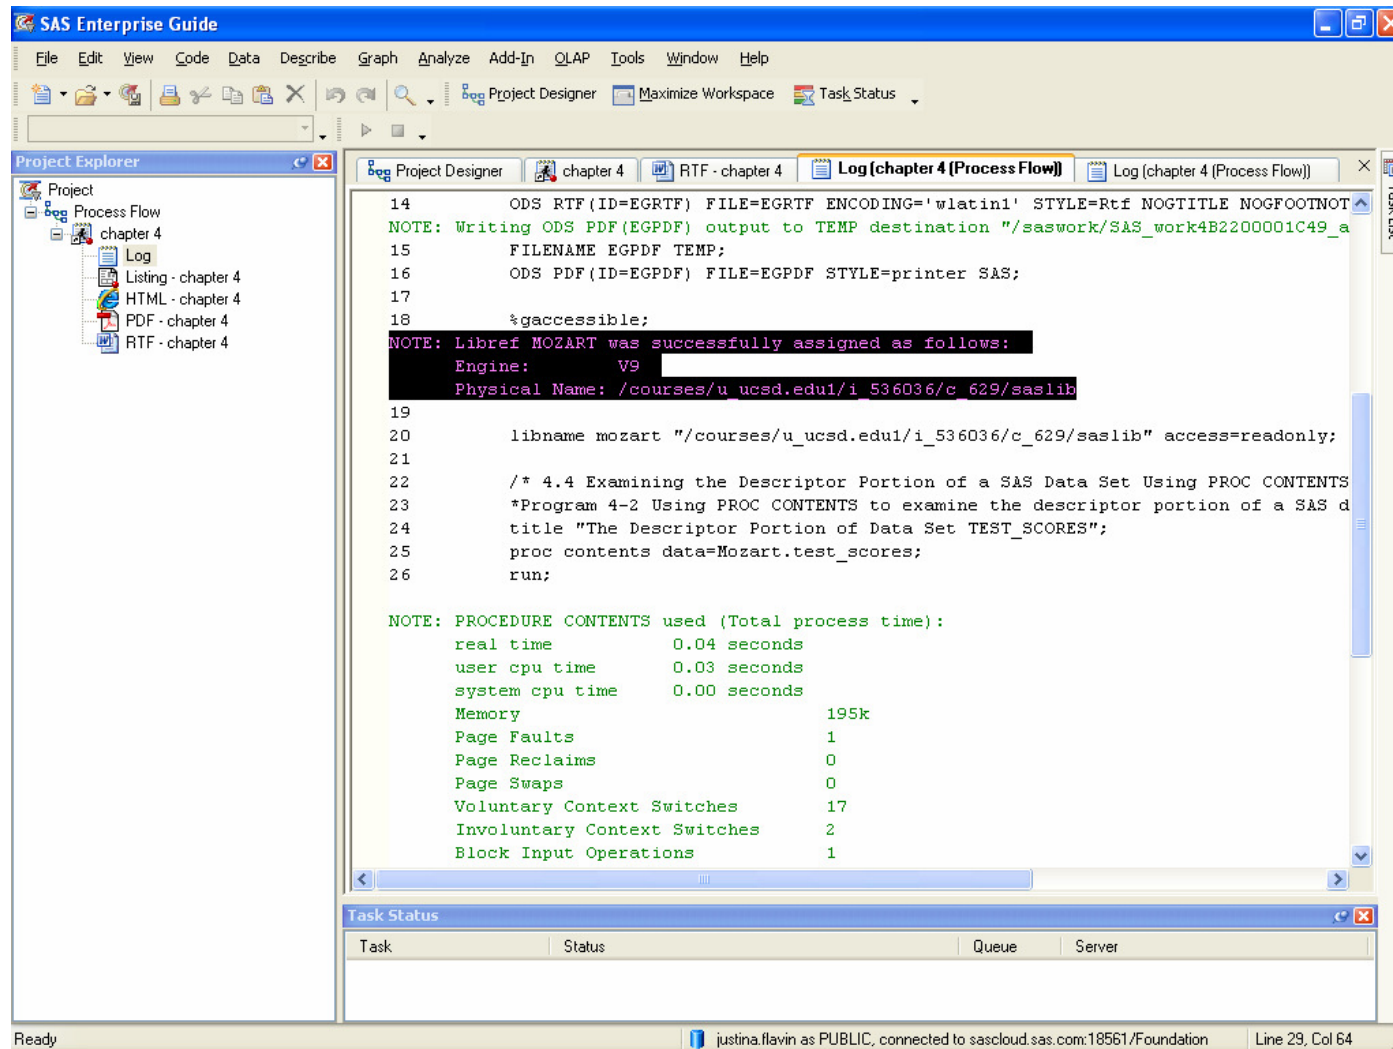 SAS Enterprise Guide
File Edit View Code Data Describe Graph Analyze Add-In OLAP Tools Window Help
Project Designer Maximize Workspace Task Status
Project Explorer
Project
Process Flow
chapter 4
Log
Listing - chapter 4
HTML - chapter 4
PDF - chapter 4
RTF - chapter 4
Project Designer chapter 4 RTF - chapter 4 Log (chapter 4 (Process Flow)) Log (chapter 4 (Process Flow))
14 ODS RTF(ID=EGRTF) FILE=EGRTF ENCODING='wlatin1' STYLE=Rtf NOGTITLE NOGFOOTNOT
NOTE: Writing ODS PDF(EGPDF) output to TEMP destination "/saswork/SAS_work4B2200001C49_a
15 FILENAME EGPDF TEMP;
16 ODS PDF(ID=EGPDF) FILE=EGPDF STYLE=printer SAS;
17
18 %gaccessible;
NOTE: Libref MOZART was successfully assigned as follows:
Engine: V9
Physical Name: /courses/u_ucsd.edu1/i_536036/c_629/saslib
19
20 libname mozart "/courses/u_ucsd.edu1/i_536036/c_629/saslib" access=readonly;
21
22 /* 4.4 Examining the Descriptor Portion of a SAS Data Set Using PROC CONTENTS
23 *Program 4-2 Using PROC CONTENTS to examine the descriptor portion of a SAS d
24 title "The Descriptor Portion of Data Set TEST_SCORES";
25 proc contents data=Mozart.test_scores;
26 run;
NOTE: PROCEDURE CONTENTS used (Total process time):
real time 0.04 seconds
user cpu time 0.03 seconds
system cpu time 0.00 seconds
Memory 195k
Page Faults 1
Page Reclaims 0
Page Swaps 0
Voluntary Context Switches 17
Involuntary Context Switches 2
Block Input Operations 1
Task Status
Task Status Queue Server
Ready justina.flavin as PUBLIC, connected to sascloud.sas.com:18561/Foundation Line 29, Col 64